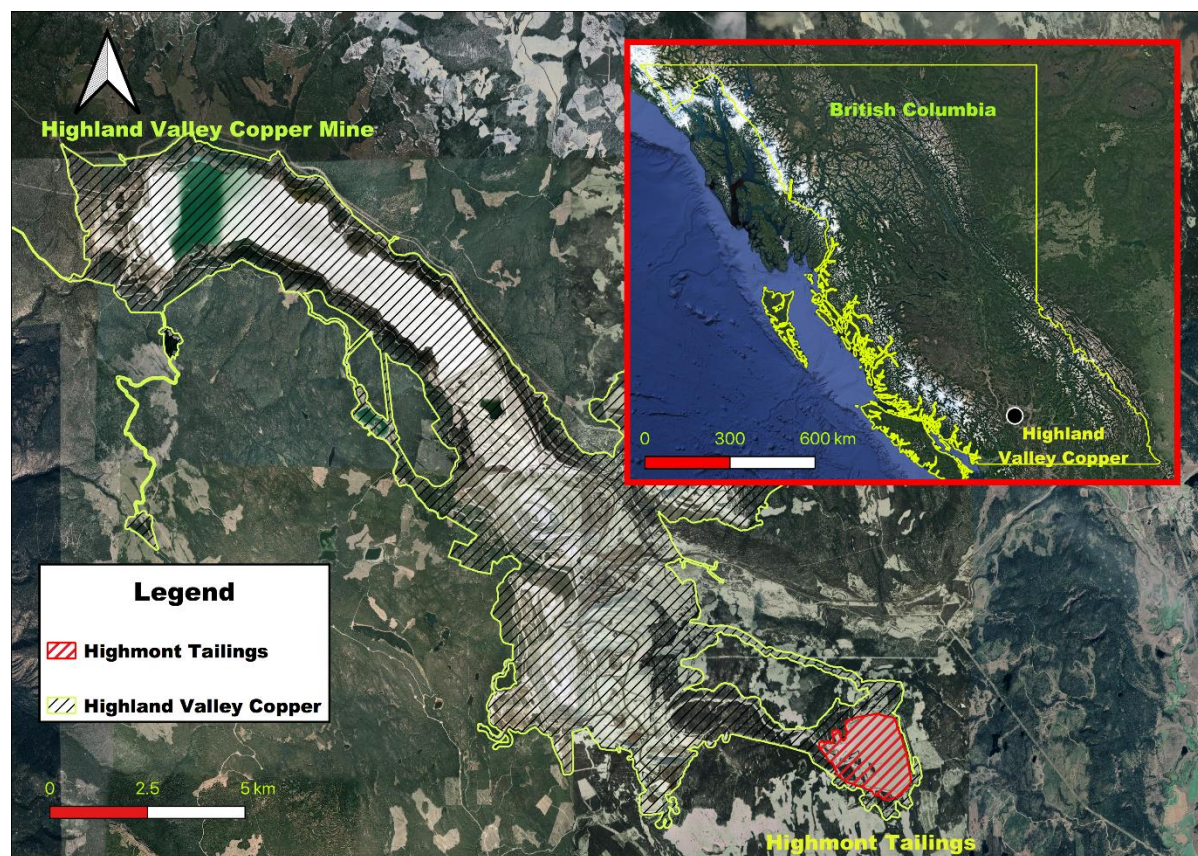 Highland Valley Copper Mine
British Columbia
0 300 600 km
Highland
Valley Copper
Legend
Highmont Tailings
Highland Valley Copper
0 2.5 5 km
Highmont Tailings